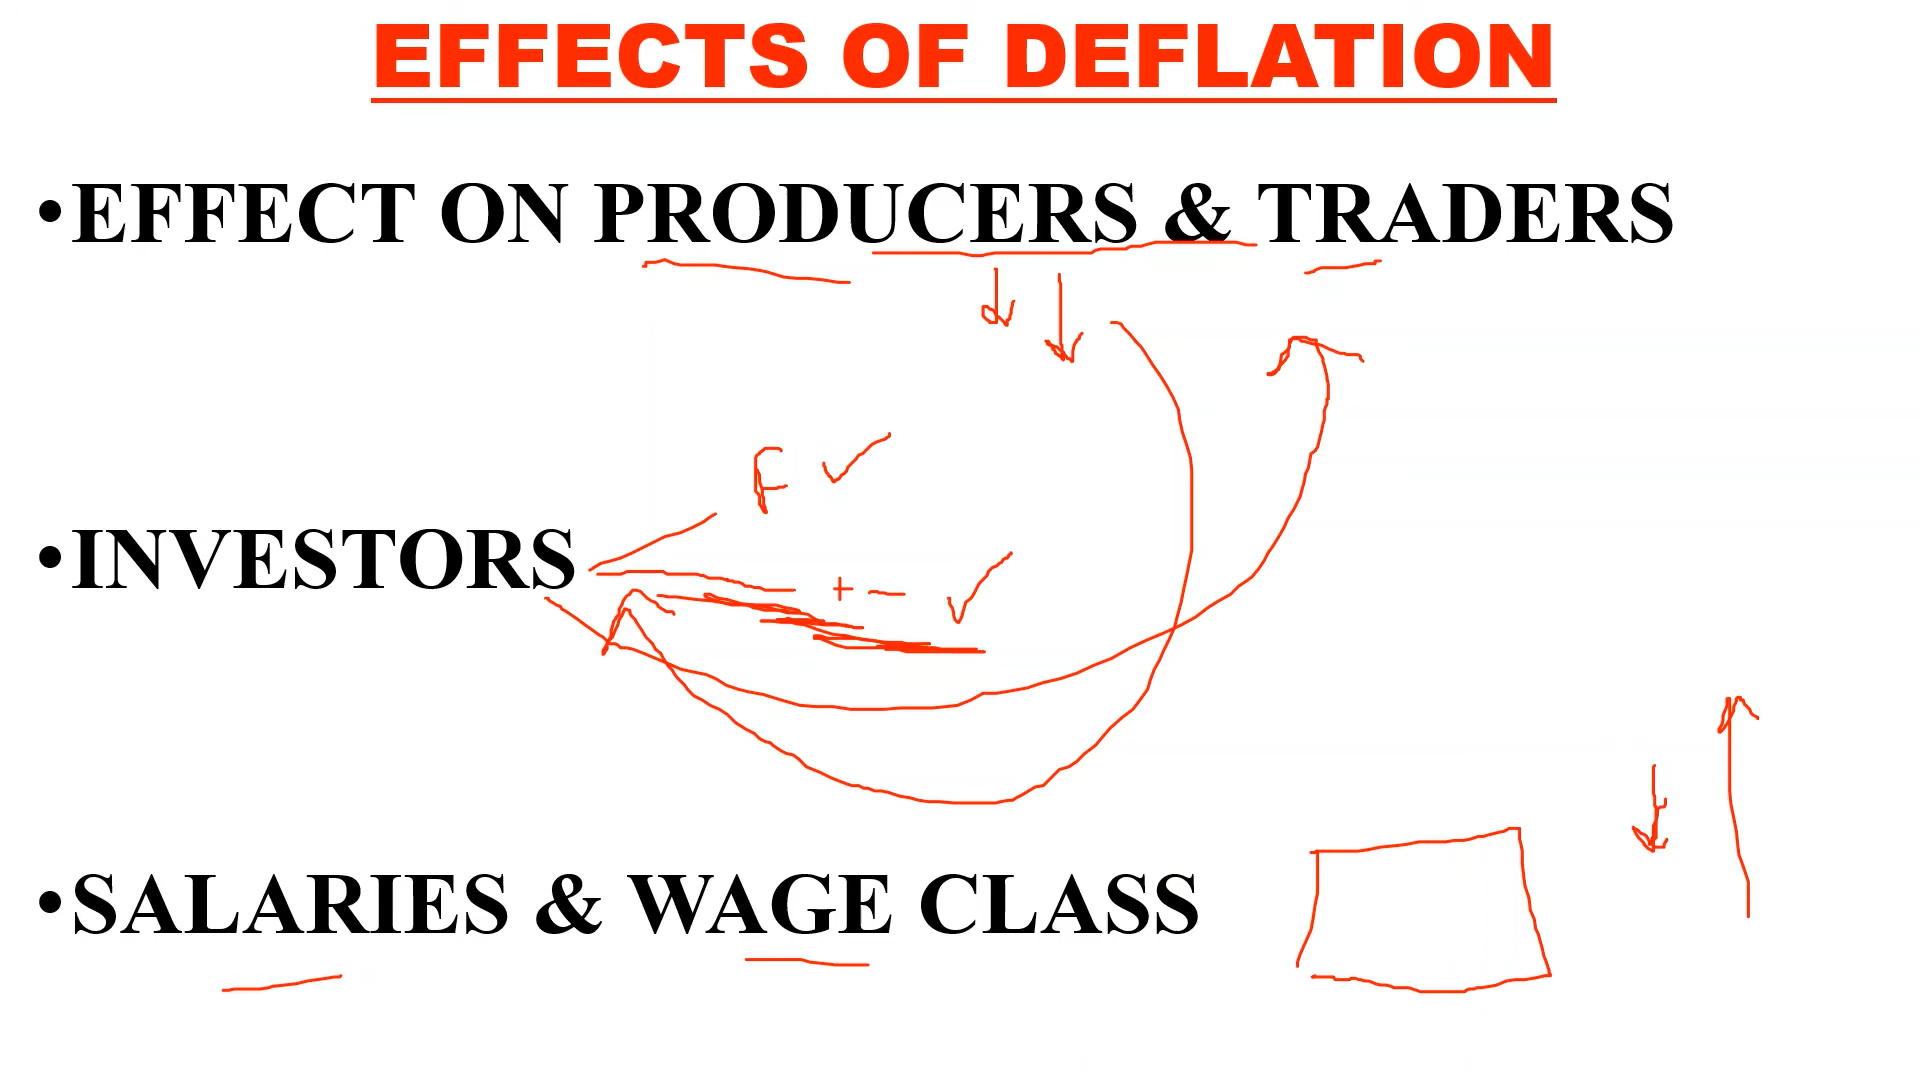 EFFECTS OF DEFLATION
•EFFECT ON PRODUCERS & TRADERS
F
•INVESTORS
+ -
•SALARIES & WAGE CLASS